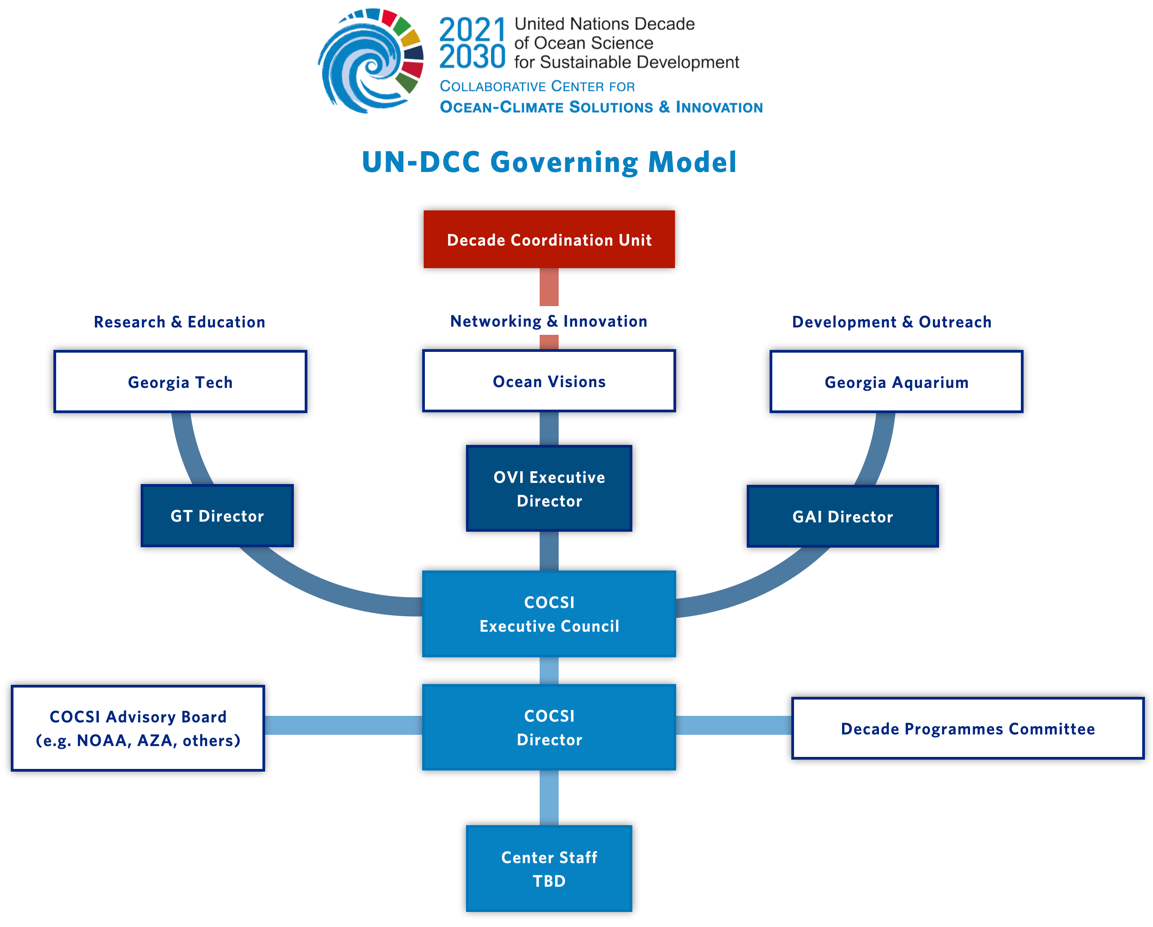 2021
2030
United Nations Decade
of Ocean Science
for Sustainable Development
COLLABORATIVE CENTER FOR
OCEAN-CLIMATE SOLUTIONS & INNOVATION
UN-DCC Governing Model
Decade Coordination Unit
Research & Education
Networking & Innovation
Development & Outreach
Georgia Tech
Ocean Visions
Georgia Aquarium
OVI Executive
Director
GT Director
GAI Director
COCSI
Executive Council
COCSI Advisory Board
(e.g. NOAA, AZA, others)
COCSI
Director
Decade Programmes Committee
Center Staff
TBD